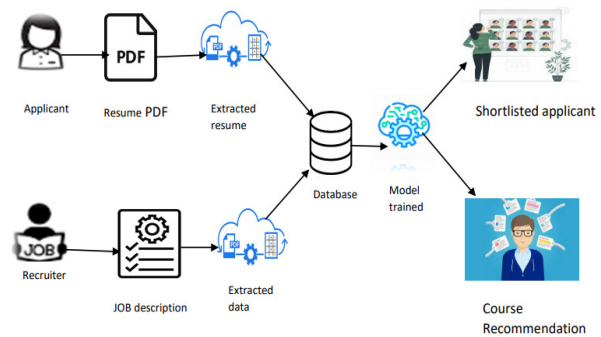 PDF
Applicant
Resume PDF
Extracted
resume
Shortlisted applicant
Database
Model
trained
JOB
Recruiter
JOB description
Extracted
data
Course
Recommendation